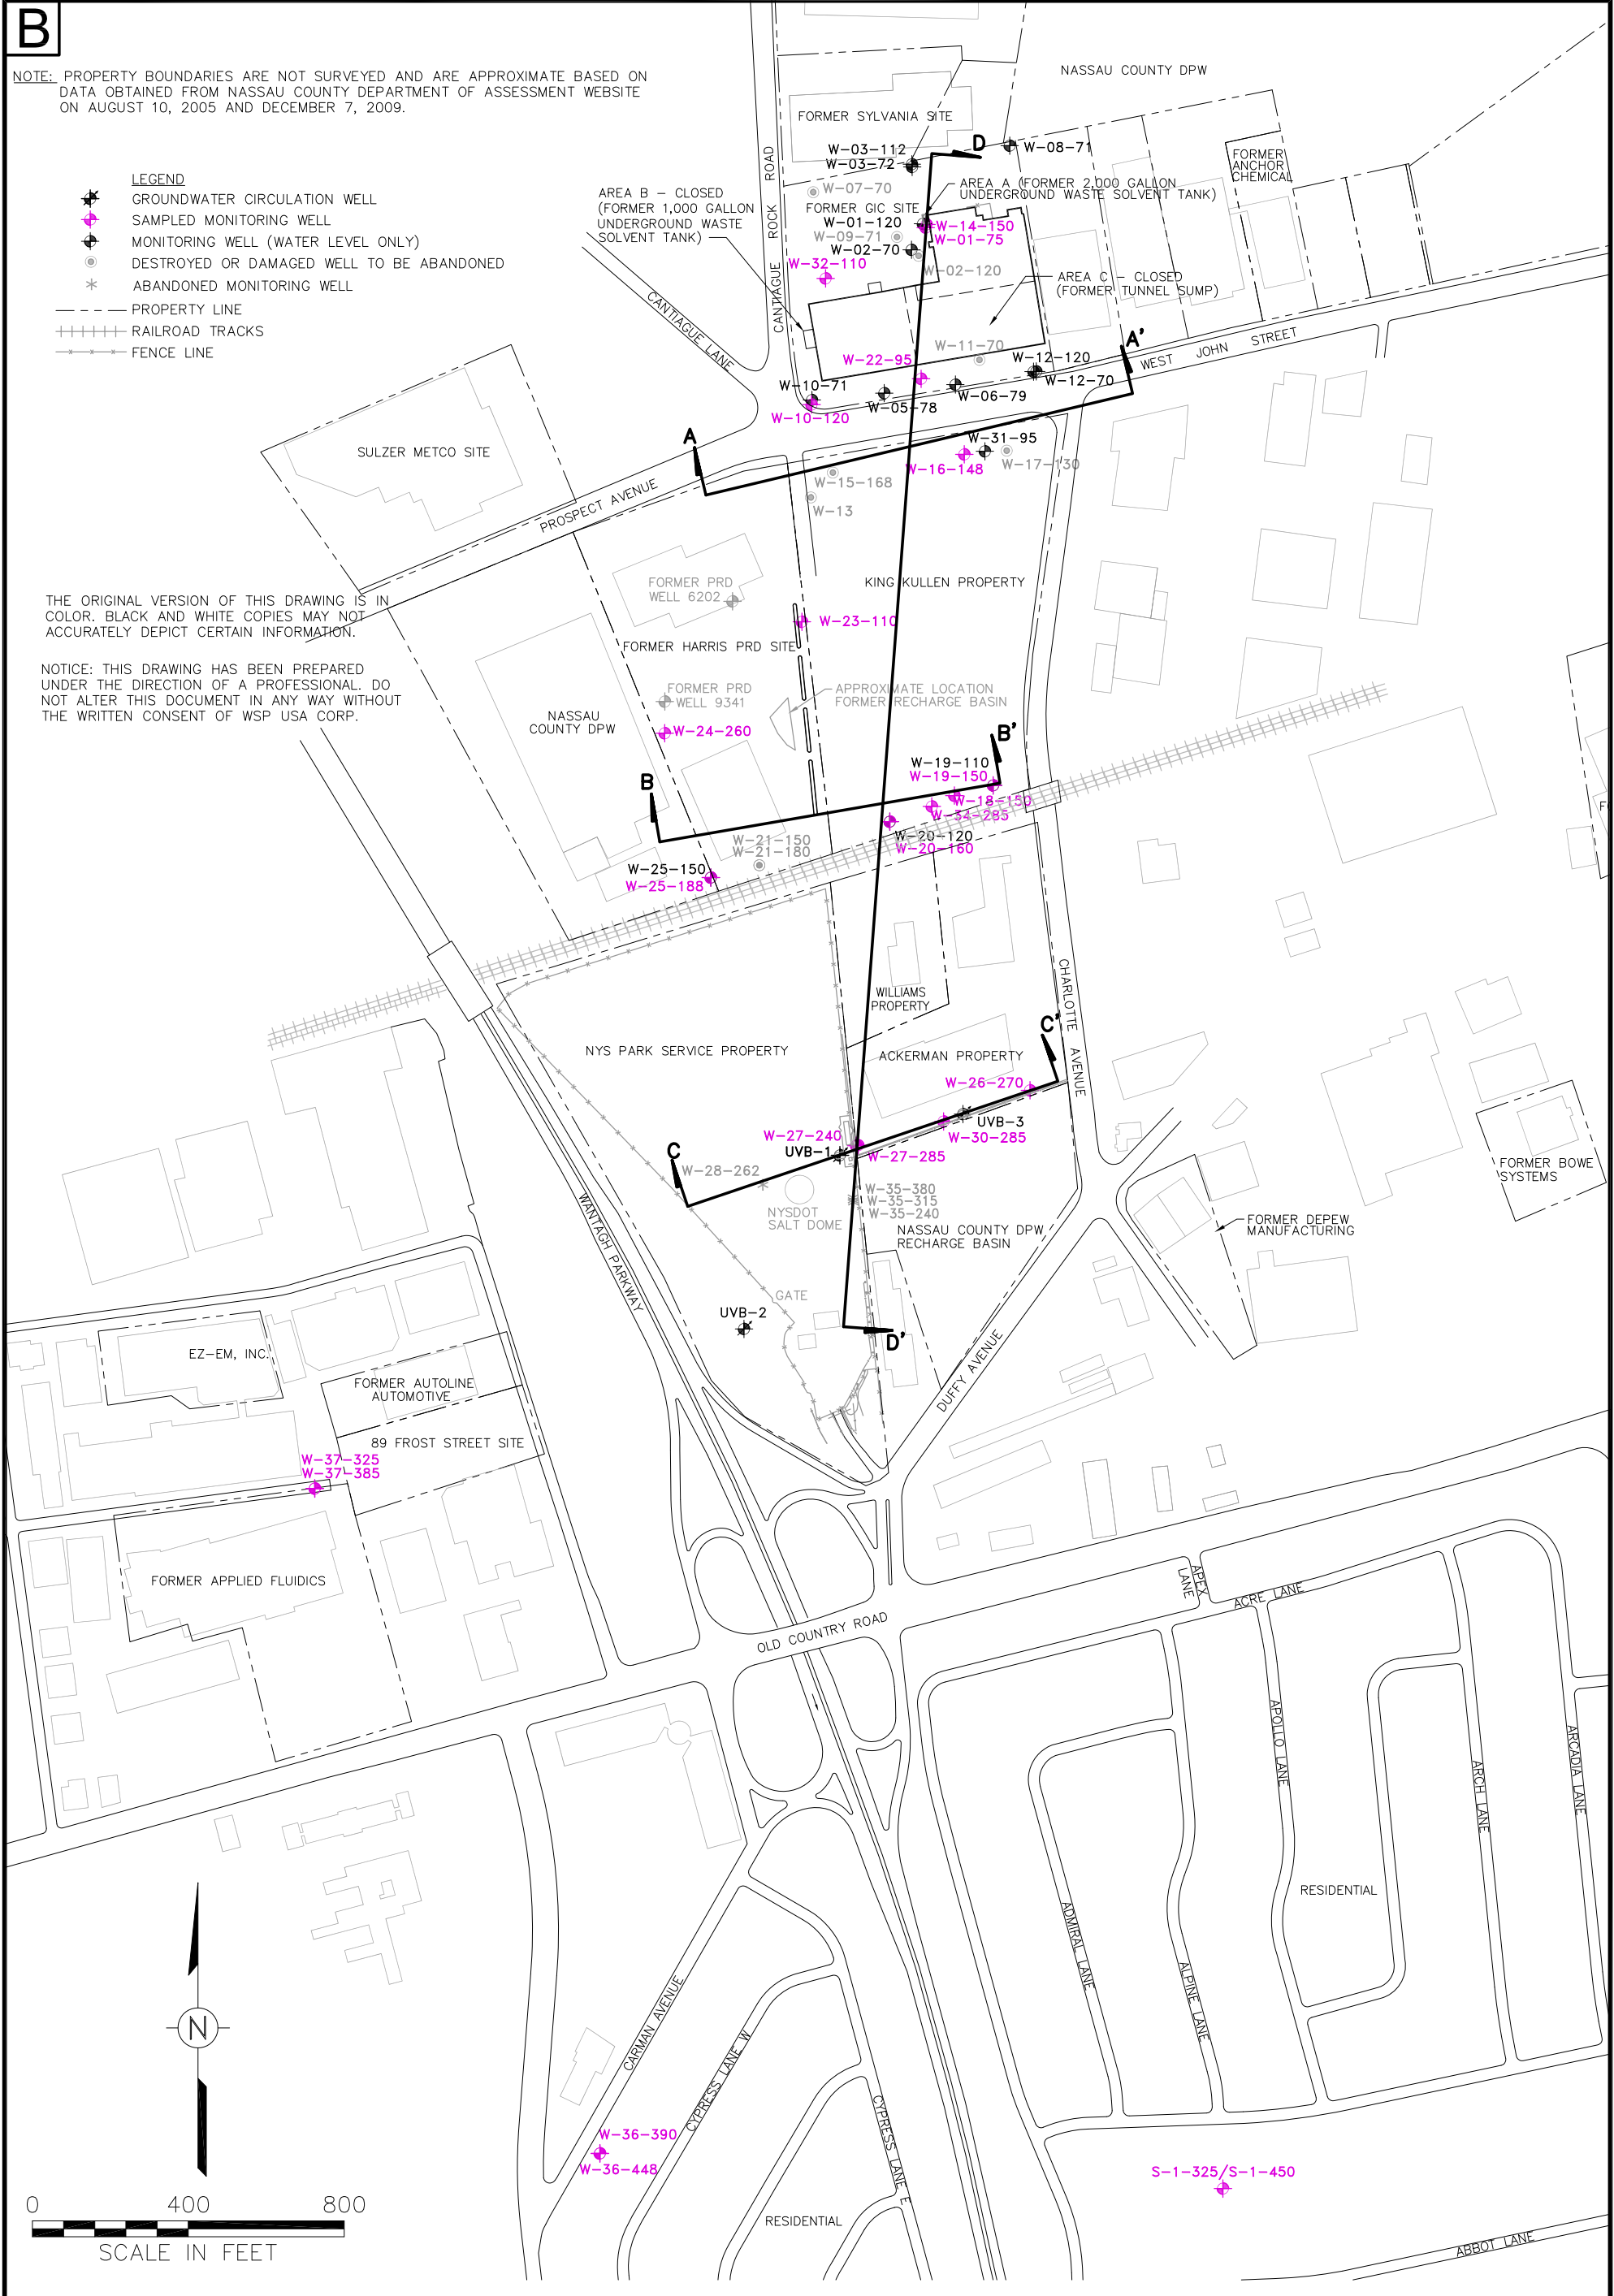 B
NOTE: PROPERTY BOUNDARIES ARE NOT SURVEYED AND ARE APPROXIMATE BASED ON
DATA OBTAINED FROM NASSAU COUNTY DEPARTMENT OF ASSESSMENT WEBSITE
ON AUGUST 10, 2005 AND DECEMBER 7, 2009.
LEGEND
GROUNDWATER CIRCULATION WELL
SAMPLED MONITORING WELL
MONITORING WELL (WATER LEVEL ONLY)
DESTROYED OR DAMAGED WELL TO BE ABANDONED
ABANDONED MONITORING WELL
PROPERTY LINE
RAILROAD TRACKS
FENCE LINE
NASSAU COUNTY DPW
FORMER SYLVANIA SITE
W-03-112
W-03-72
D
W-08-71
FORMER
ANCHOR
CHEMICAL
CANTIAGUE ROCK ROAD
W-07-70
AREA A (FORMER 2,000 GALLON
UNDERGROUND WASTE SOLVENT TANK)
AREA B - CLOSED
(FORMER 1,000 GALLON
UNDERGROUND WASTE
SOLVENT TANK)
FORMER GIC SITE
W-01-120
W-14-150
W-01-75
W-09-71
W-02-70
W-02-120
W-32-110
AREA C - CLOSED
(FORMER TUNNEL SUMP)
CANTIAGUE LANE
W-11-70
W-22-95
W-12-120
W-12-70
A'
WEST JOHN STREET
W-10-71
W-10-120
W-05-78
W-06-79
A
SULZER METCO SITE
W-31-95
W-16-148
W-17-130
W-15-168
W-13
PROSPECT AVENUE
THE ORIGINAL VERSION OF THIS DRAWING IS IN
COLOR. BLACK AND WHITE COPIES MAY NOT
ACCURATELY DEPICT CERTAIN INFORMATION.
NOTICE: THIS DRAWING HAS BEEN PREPARED
UNDER THE DIRECTION OF A PROFESSIONAL. DO
NOT ALTER THIS DOCUMENT IN ANY WAY WITHOUT
THE WRITTEN CONSENT OF WSP USA CORP.
FORMER PRD
WELL 6202
KING KULLEN PROPERTY
W-23-110
FORMER HARRIS PRD SITE
FORMER PRD
WELL 9341
APPROXIMATE LOCATION
FORMER RECHARGE BASIN
NASSAU
COUNTY DPW
W-24-260
B'
B
W-19-110
W-19-150
W-18-150
W-34-285
W-20-120
W-20-160
W-21-150
W-21-180
W-25-150
W-25-188
WILLIAMS
PROPERTY
CHARLOTTE AVENUE
NYS PARK SERVICE PROPERTY
C'
ACKERMAN PROPERTY
W-26-270
UVB-3
W-30-285
W-27-240
UVB-1
W-27-285
C
W-28-262
W-35-380
W-35-315
W-35-240
NYSDOT
SALT DOME
NASSAU COUNTY DPW
RECHARGE BASIN
FORMER BOWE
SYSTEMS
FORMER DEPEW
MANUFACTURING
WANTAGH PARKWAY
GATE
UVB-2
D'
DUFFY AVENUE
EZ-EM, INC.
FORMER AUTOLINE
AUTOMOTIVE
89 FROST STREET SITE
W-37-325
W-37-385
FORMER APPLIED FLUIDICS
OLD COUNTRY ROAD
APEX
LANE
ACRE LANE
APOLLO LANE
ARCH LANE
ARCADIA LANE
RESIDENTIAL
ADMIRAL LANE
ALPINE LANE
N
CARMAN AVENUE
CYPRESS LANE W
CYPRESS LANE E
W-36-390
W-36-448
S-1-325/S-1-450
RESIDENTIAL
ABBOT LANE
0 400 800
SCALE IN FEET